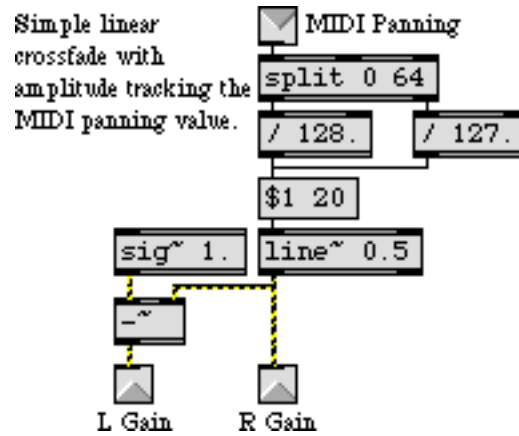 Simple linear
crossfade with
amplitude tracking the
MIDI panning value.
MIDI Panning
split 0 64
/ 128.
/ 127.
$1 20
sig~ 1.
line~ 0.5
-~
L Gain
R Gain